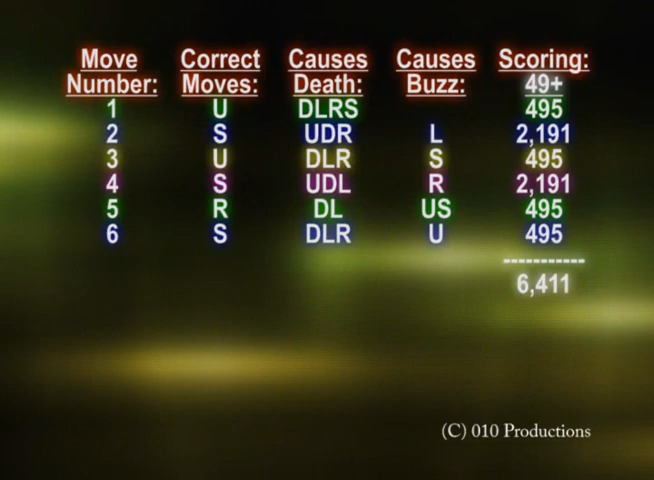 Move Correct Causes Causes Scoring:
Number: Moves: Death: Buzz: 49+
1 U DLRS 495
2 S UDR L 2,191
3 U DLR S 495
4 S UDL R 2,191
5 R DL US 495
6 S DLR U 495
-----------
6,411
(C) 010 Productions